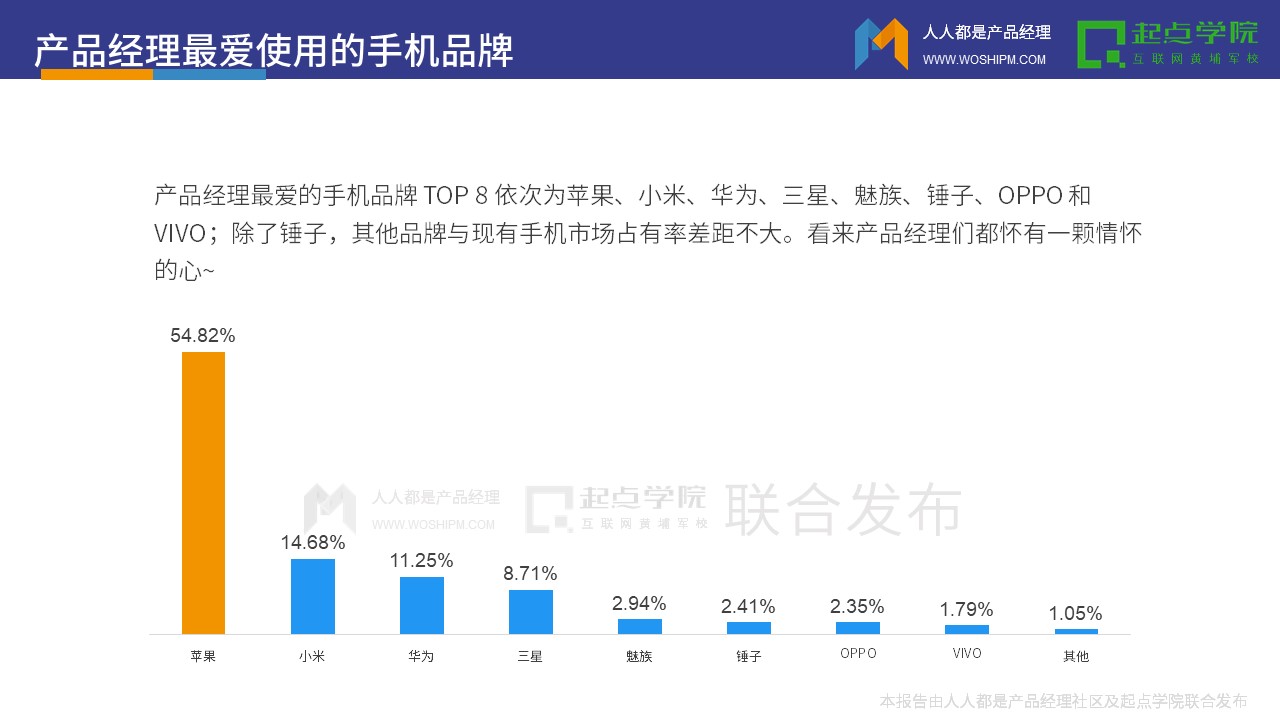 产品经理最爱使用的手机品牌
人人都是产品经理
WWW.WOSHIPM.COM
起点学院
互联网黄埔军校
产品经理最爱的手机品牌 TOP 8 依次为苹果、小米、华为、三星、魅族、锤子、OPPO 和
VIVO；除了锤子，其他品牌与现有手机市场占有率差距不大。看来产品经理们都怀有一颗情怀
的心~
54.82%
14.68%
11.25%
8.71%
2.94%
2.41%
2.35%
1.79%
1.05%
人人都是产品经理
WWW.WOSHIPM.COM
起点学院
互联网黄埔军校
联合发布
苹果
小米
华为
三星
魅族
锤子
OPPO
VIVO
其他
本报告由人人都是产品经理社区及起点学院联合发布